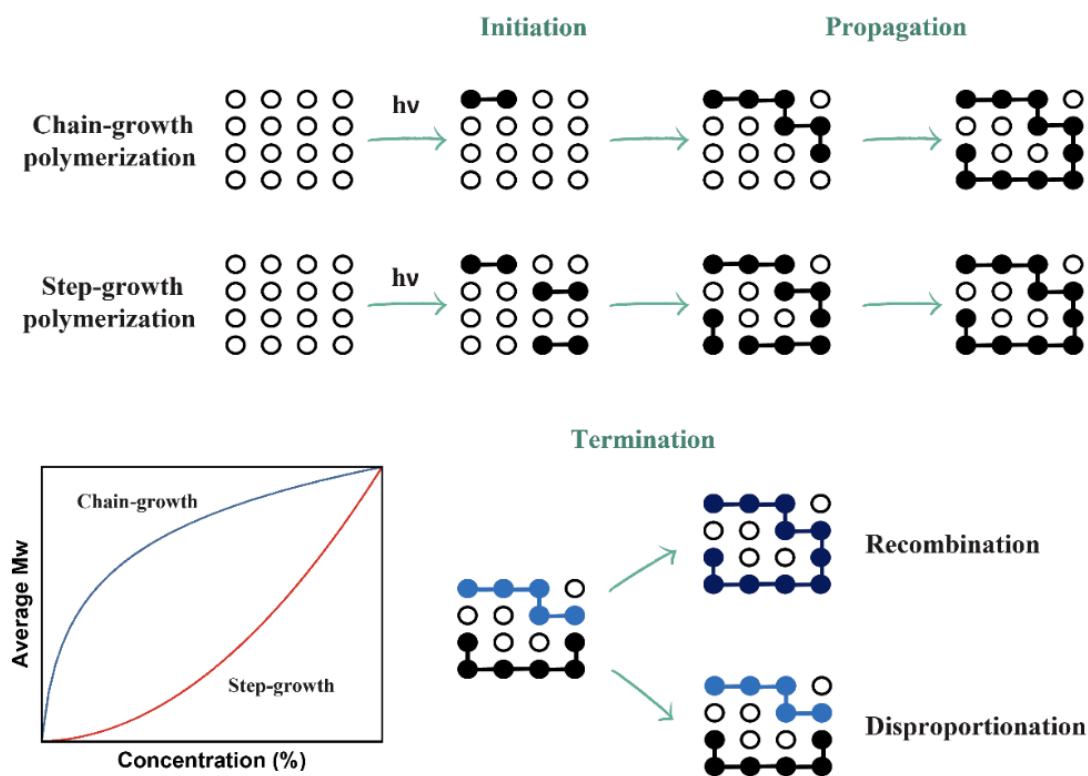 Initiation
Propagation
Chain-growth
polymerization
hν
Step-growth
polymerization
hν
Termination
Chain-growth
Step-growth
Average Mw
Concentration (%)
Recombination
Disproportionation